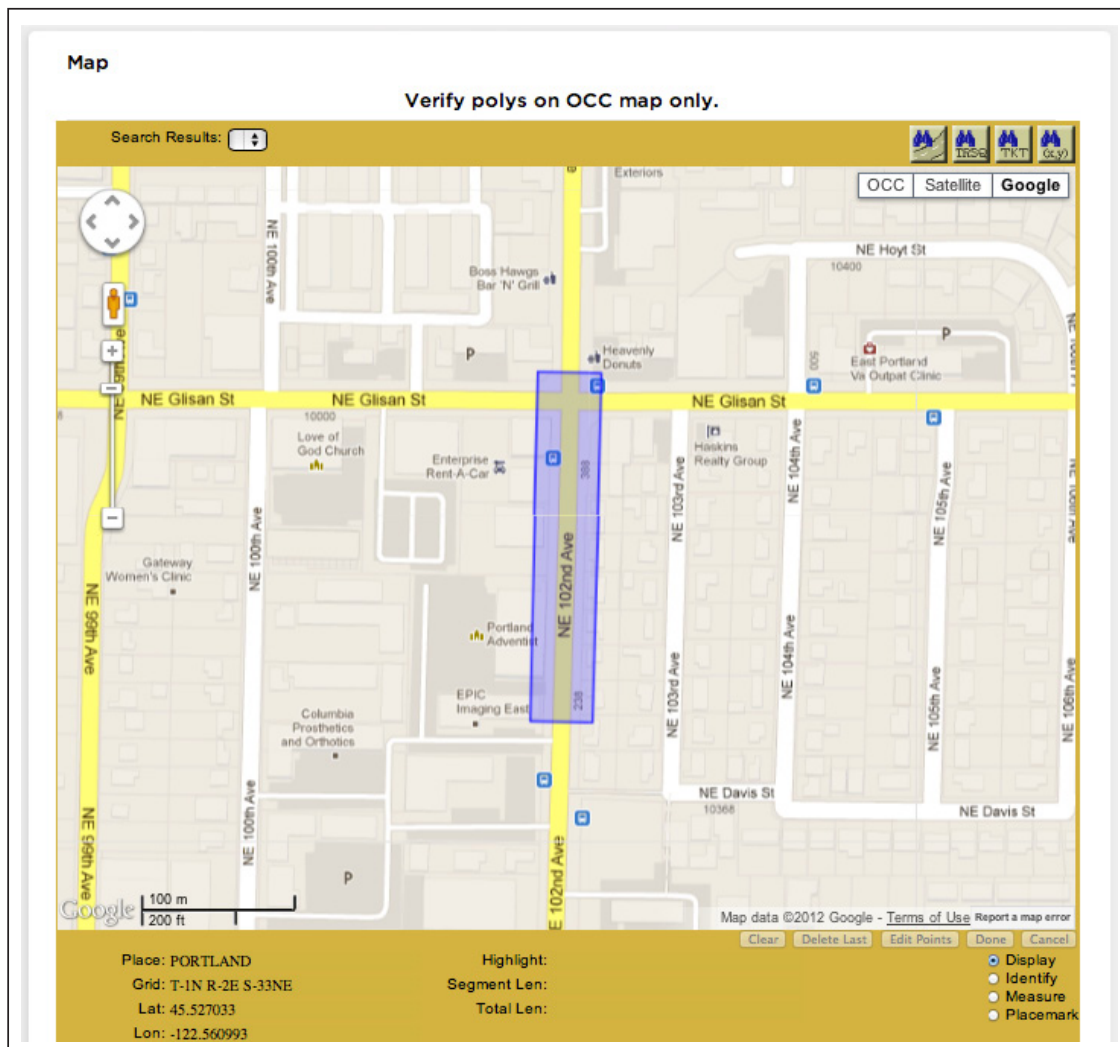 Map
Verify polys on OCC map only.
Search Results:
TRSQ
TKT
(x,y)
OCC
Satellite
Google
Exteriors
NE 100th Ave
NE Hoyt St
10400
Boss Hawgs
Bar 'N' Grill
P
Heavenly
Donuts
500
P
East Portland
Va Outpat Clinic
NE Glisan St
NE Glisan St
NE Glisan St
10000
Love of
God Church
Enterprise
Rent-A-Car
388
Haskins
Realty Group
NE 103rd Ave
NE 104th Ave
NE 105th Ave
NE 100th Ave
NE 102nd Ave
Gateway
Women's Clinic
NE 99th Ave
Portland
Adventist
NE 103rd Ave
NE 104th Ave
NE 105th Ave
NE 106th Ave
EPIC
Imaging East
238
Columbia
Prosthetics
and Orthotics
NE Davis St
10368
NE Davis St
NE 99th Ave
NE 100th Ave
E 102nd Ave
P
Google
100 m
200 ft
Map data ©2012 Google - Terms of Use Report a map error
Clear
Delete Last
Edit Points
Done
Cancel
Place: PORTLAND
Grid: T-1N R-2E S-33NE
Lat: 45.527033
Lon: -122.560993
Highlight:
Segment Len:
Total Len:
Display
Identify
Measure
Placemark